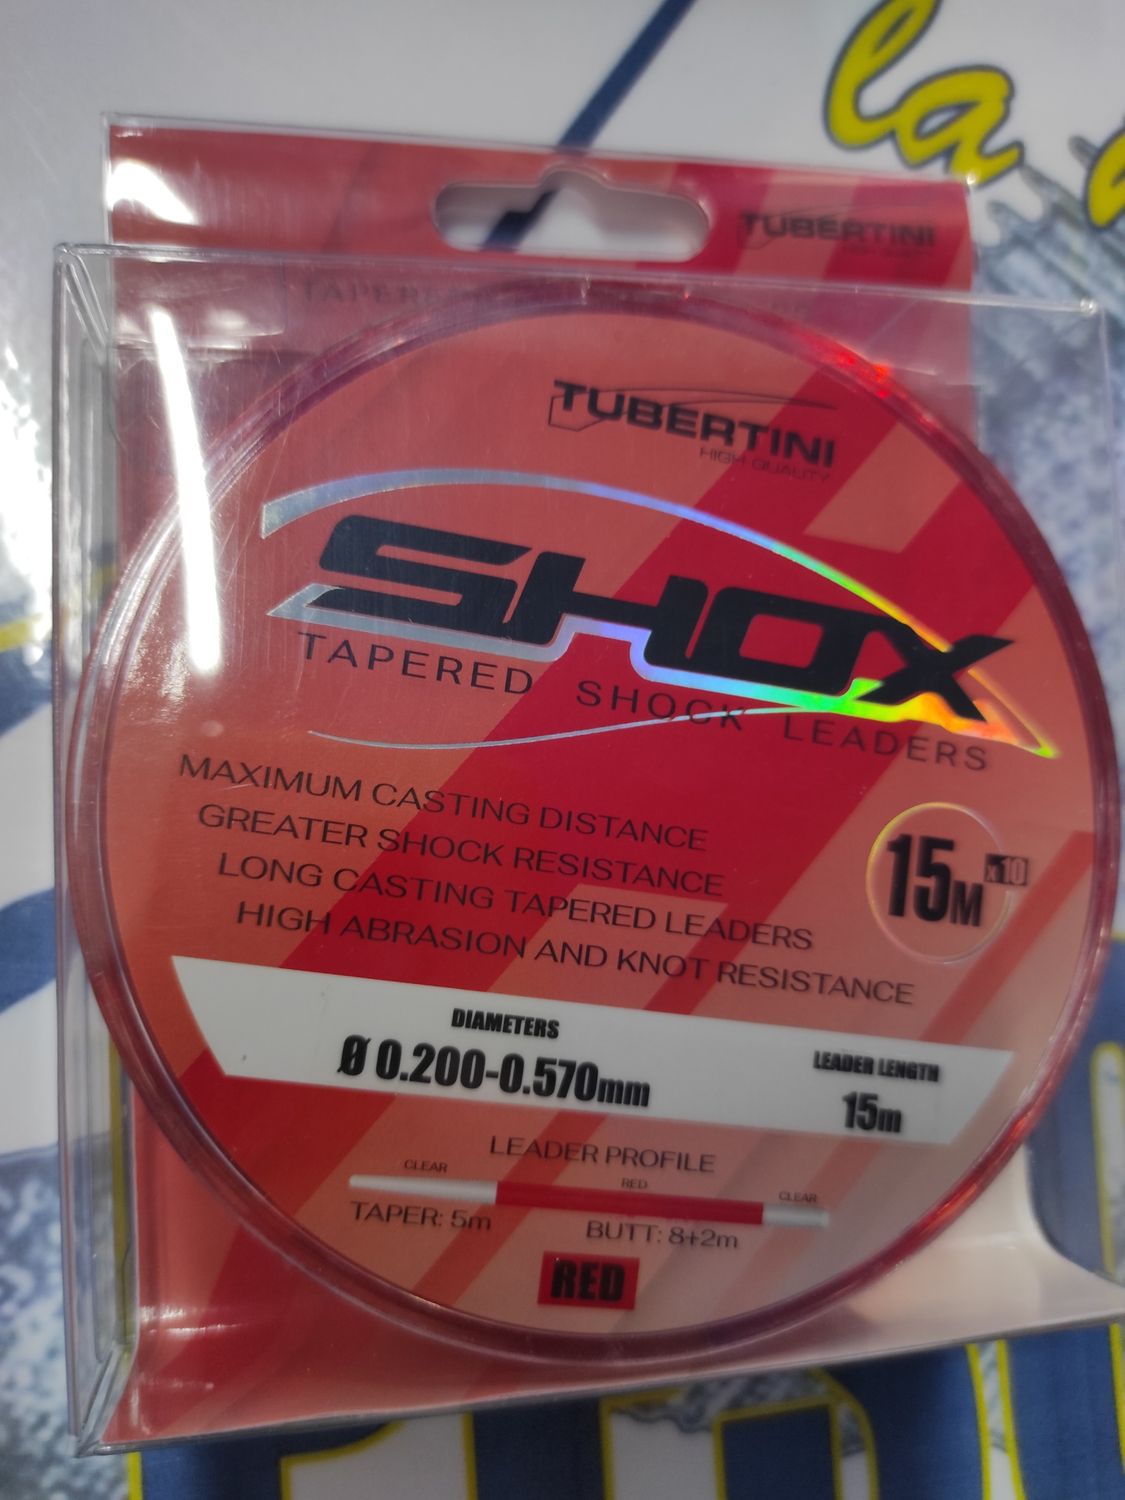 la
TUBERTINI
TUBERTINI
HIGH QUALITY
SHOX
TAPERED SHOCK LEADERS
MAXIMUM CASTING DISTANCE
GREATER SHOCK RESISTANCE
LONG CASTING TAPERED LEADERS
HIGH ABRASION AND KNOT RESISTANCE
15M x10
DIAMETERS
Ø 0.200-0.570mm
LEADER LENGTH
15m
LEADER PROFILE
CLEAR RED CLEAR
TAPER: 5m BUTT: 8+2m
RED